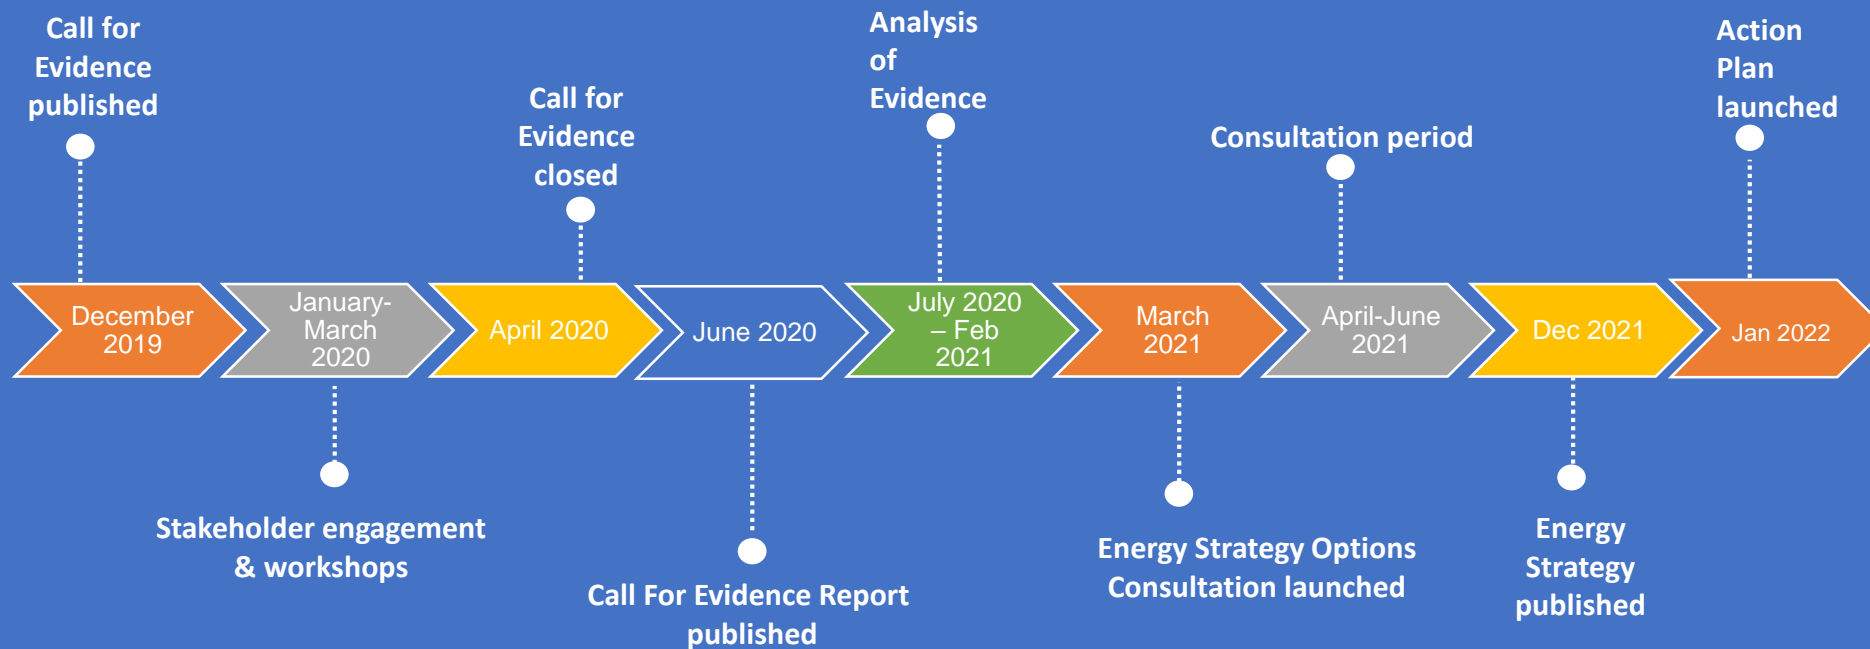 Call for
Evidence
published
Call for
Evidence
closed
Analysis
of
Evidence
Consultation period
Action
Plan
launched
December
2019
January-
March
2020
April 2020
June 2020
July 2020
– Feb
2021
March
2021
April-June
2021
Dec 2021
Jan 2022
Stakeholder engagement
& workshops
Call For Evidence Report
published
Energy Strategy Options
Consultation launched
Energy
Strategy
published